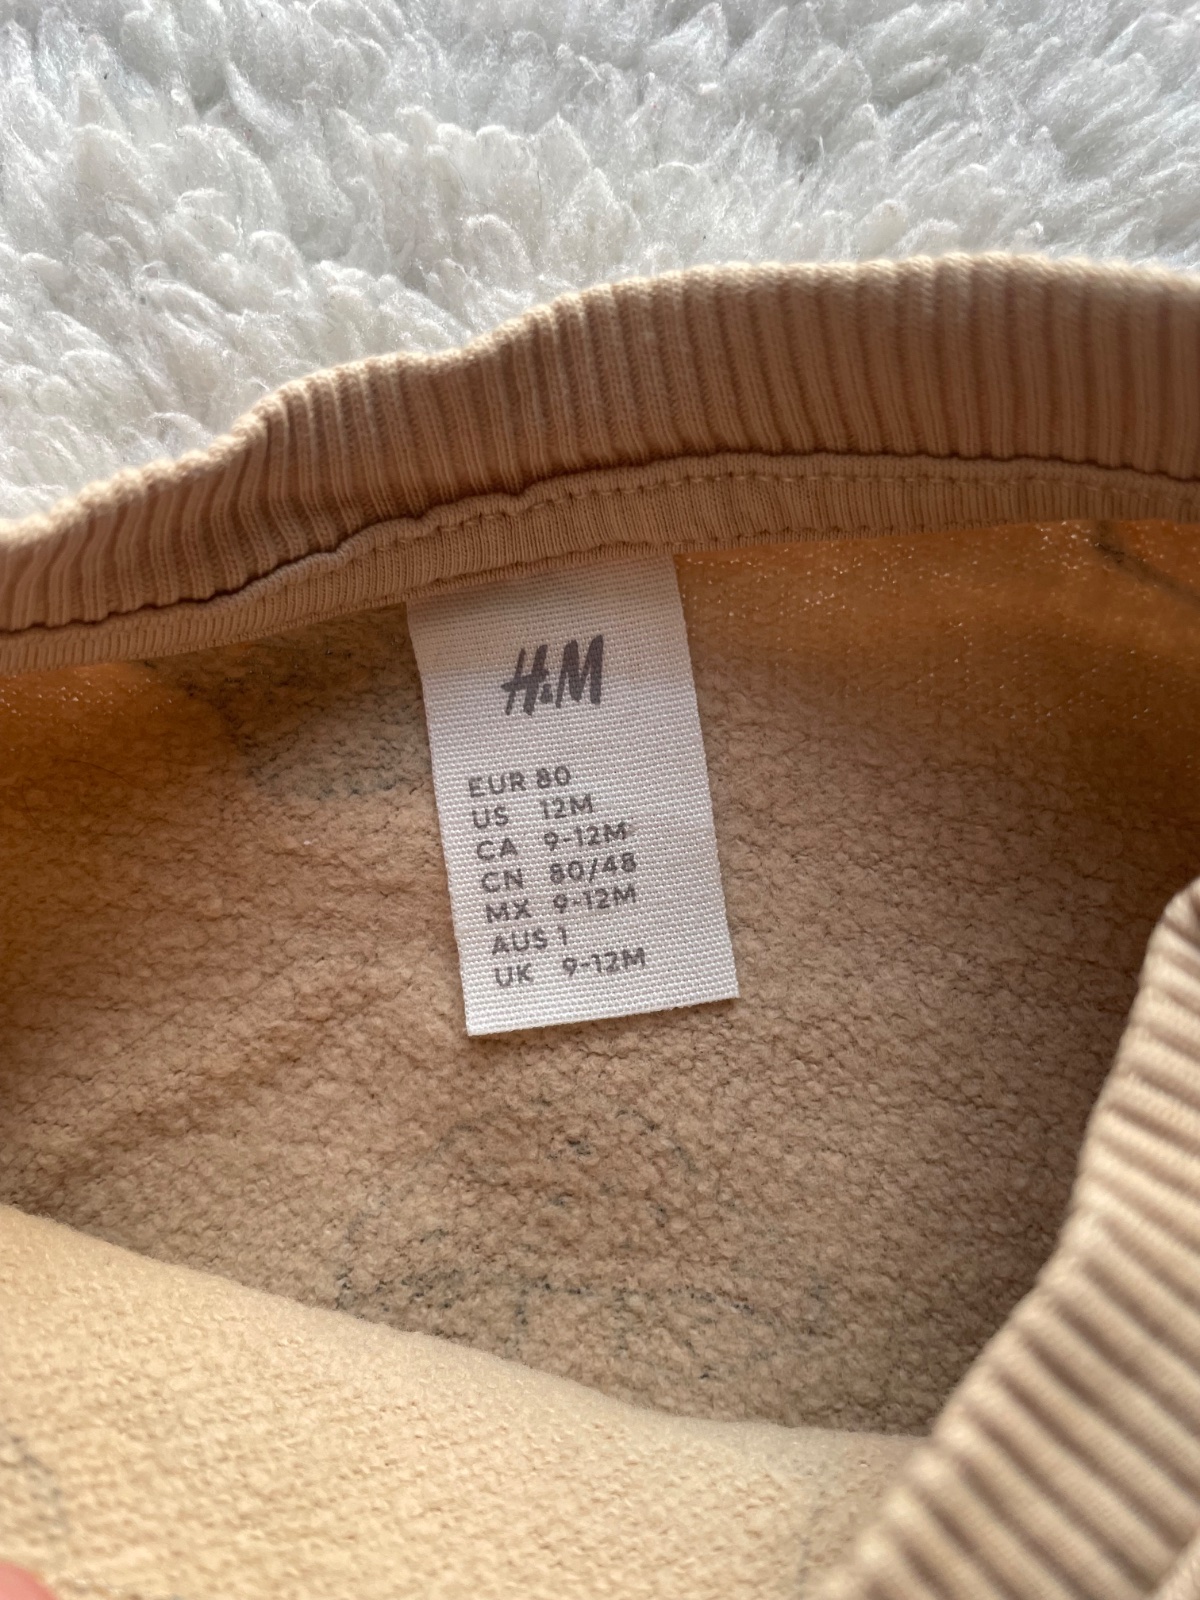 H&M
EUR 80
US 12M
CA 9-12M
CN 80/48
MX 9-12M
AUS 1
UK 9-12M